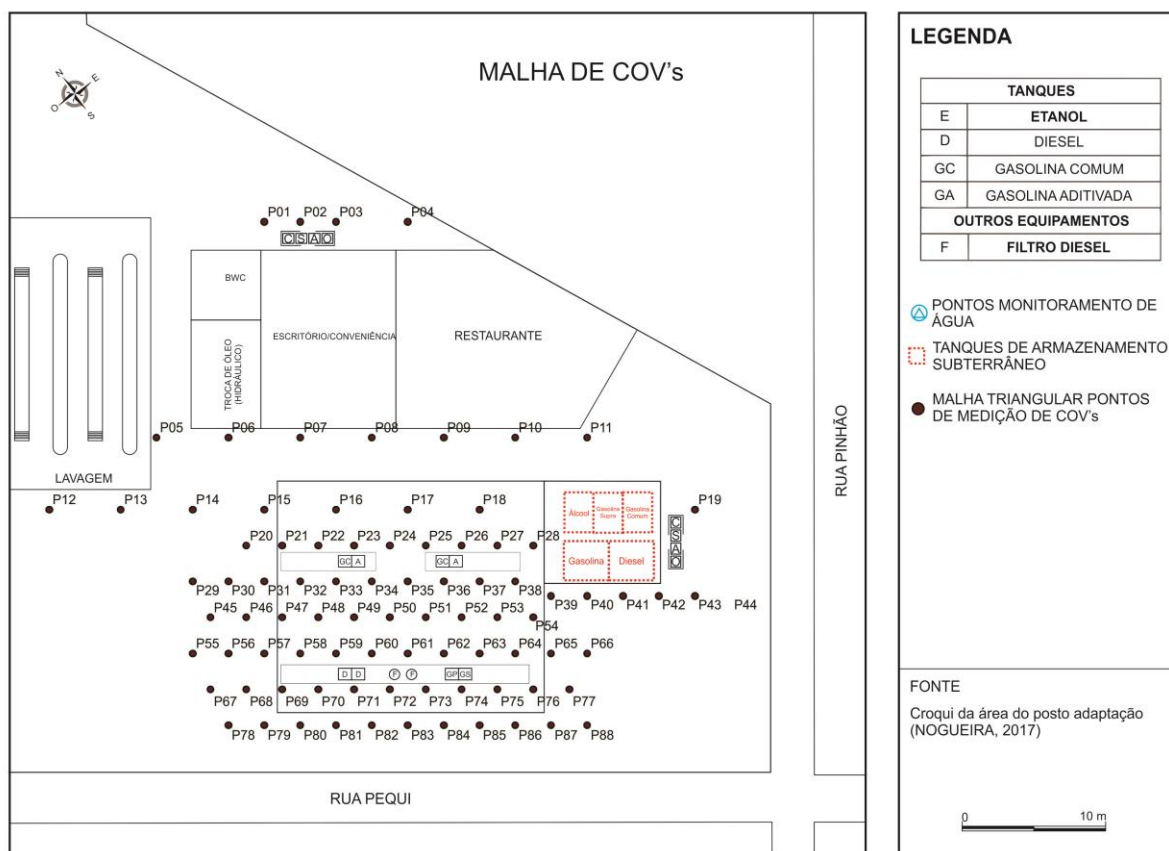 MALHA DE COV's
N
E
O
S
P01 P02 P03 P04
CSAO
BWC
ESCRITÓRIO/CONVENIÊNCIA
RESTAURANTE
TROCA DE ÓLEO
(HIDRÁULICO)
P05 P06 P07 P08 P09 P10 P11
LAVAGEM
P12 P13 P14 P15 P16 P17 P18 P19
Álcool
Gasolina
Supra
Gasolina
Comum
CSAO
P20 P21 P22 P23 P24 P25 P26 P27 P28
GC A
GC A
Gasolina
Diesel
P29 P30 P31 P32 P33 P34 P35 P36 P37 P38
P39 P40 P41 P42 P43 P44
P45 P46 P47 P48 P49 P50 P51 P52 P53
P54
P55 P56 P57 P58 P59 P60 P61 P62 P63 P64 P65 P66
D D
F
F
GP GS
P67 P68 P69 P70 P71 P72 P73 P74 P75 P76 P77
P78 P79 P80 P81 P82 P83 P84 P85 P86 P87 P88
RUA PEQUI
RUA PINHÃO
LEGENDA
TANQUES
E ETANOL
D DIESEL
GC GASOLINA COMUM
GA GASOLINA ADITIVADA
OUTROS EQUIPAMENTOS
F FILTRO DIESEL
PONTOS MONITORAMENTO DE
ÁGUA
TANQUES DE ARMAZENAMENTO
SUBTERRÂNEO
MALHA TRIANGULAR PONTOS
DE MEDIÇÃO DE COV's
FONTE
Croqui da área do posto adaptação
(NOGUEIRA, 2017)
0 10 m